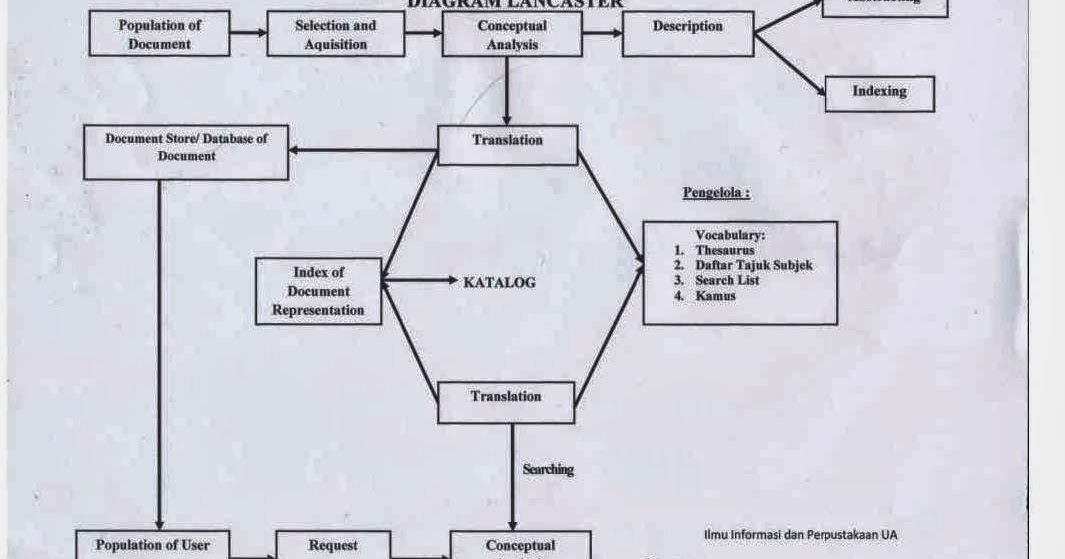 DIAGRAM LANCASTER
Population of
Document
Selection and
Aquisition
Conceptual
Analysis
Description
Indexing
Document Store/ Database of
Document
Translation
Pengelola :
Vocabulary:
1. Thesaurus
2. Daftar Tajuk Subjek
3. Search List
4. Kamus
Index of
Document
Representation
KATALOG
Translation
Searching
Ilmu Informasi dan Perpustakaan UA
Population of User
Request
Conceptual